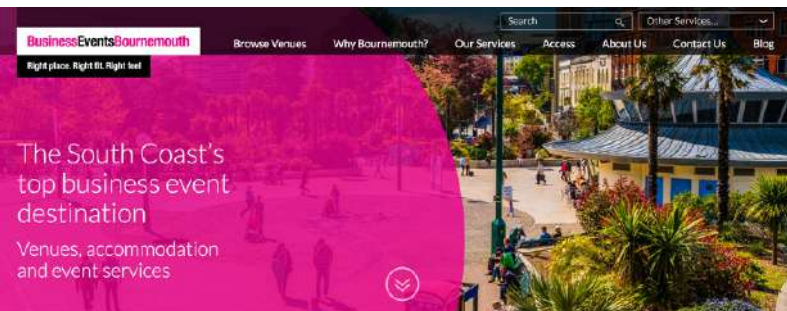 Search
Other Services...
BusinessEventsBournemouth
Browse Venues Why Bournemouth? Our Services Access About Us Contact Us Blog
Right place. Right fit. Right feel
The South Coast's
top business event
destination
Venues, accommodation
and event services